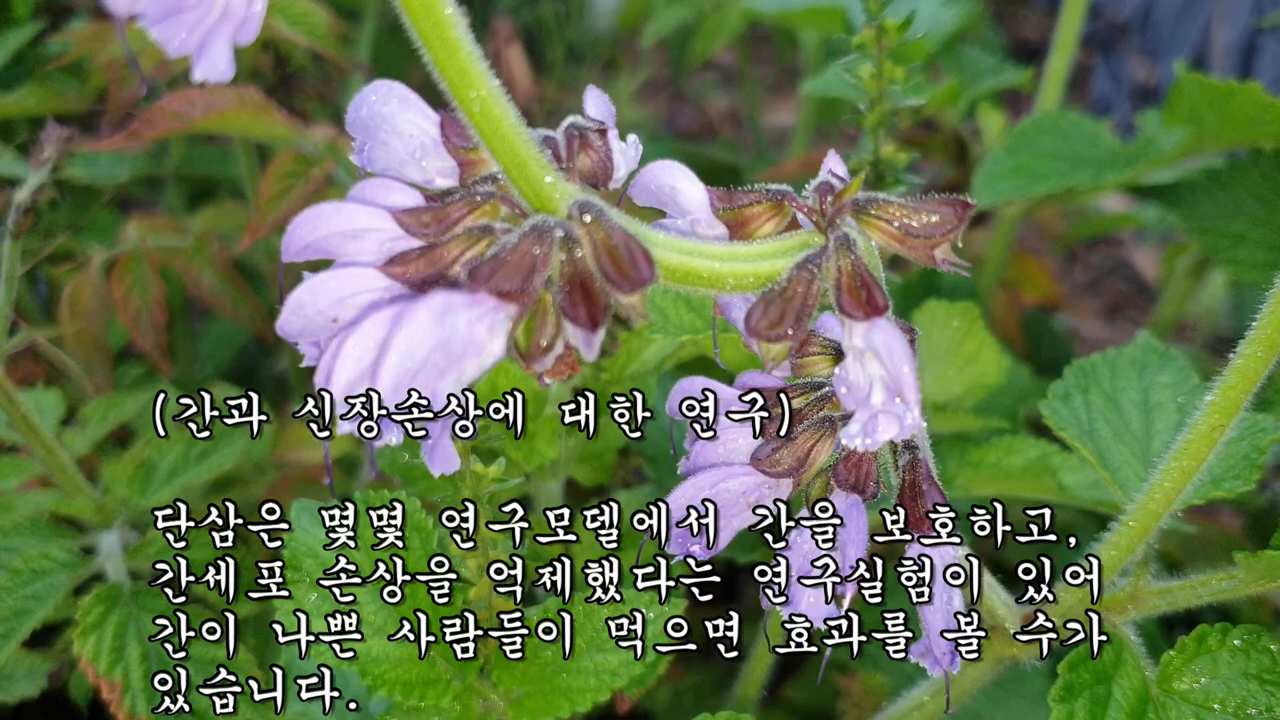 (간과 신장손상에 대한 연구)
단삼은 몇몇 연구모델에서 간을 보호하고,
간세포 손상을 억제했다는 연구실험이 있어
간이 나쁜 사람들이 먹으면 효과를 볼 수가
있습니다.